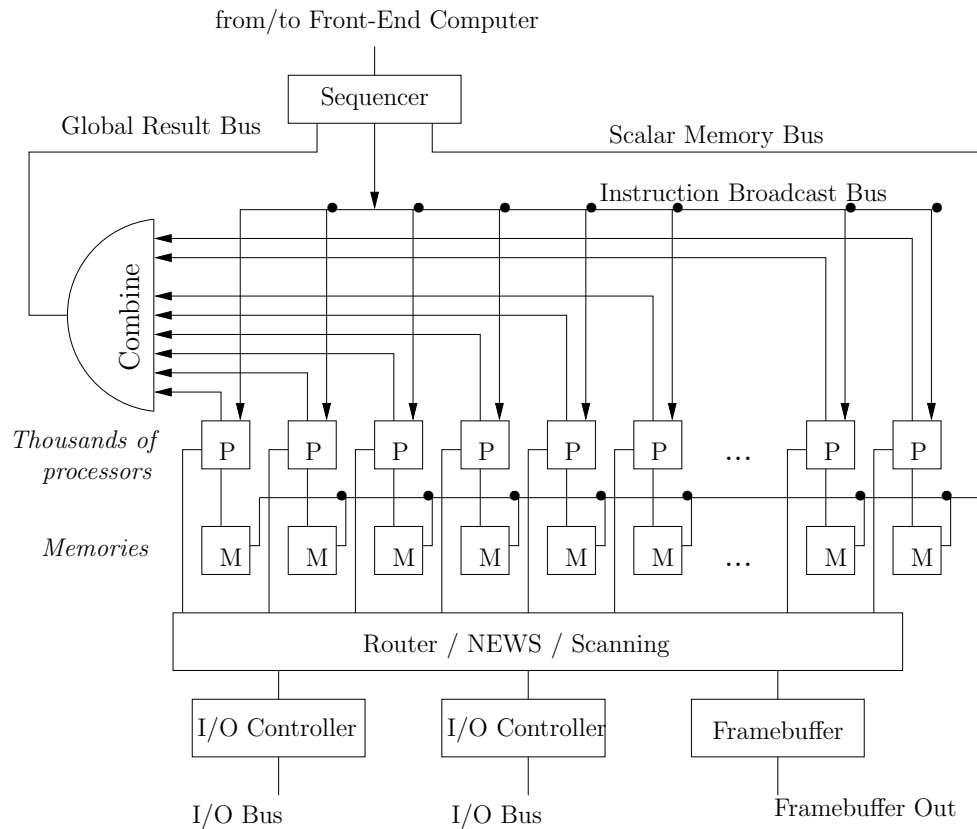 from/to Front-End Computer
Sequencer
Global Result Bus
Scalar Memory Bus
Instruction Broadcast Bus
Combine
Thousands of
processors
P P P P P P ... P P
Memories
M M M M M M ... M M
Router / NEWS / Scanning
I/O Controller
I/O Controller
Framebuffer
I/O Bus
I/O Bus
Framebuffer Out